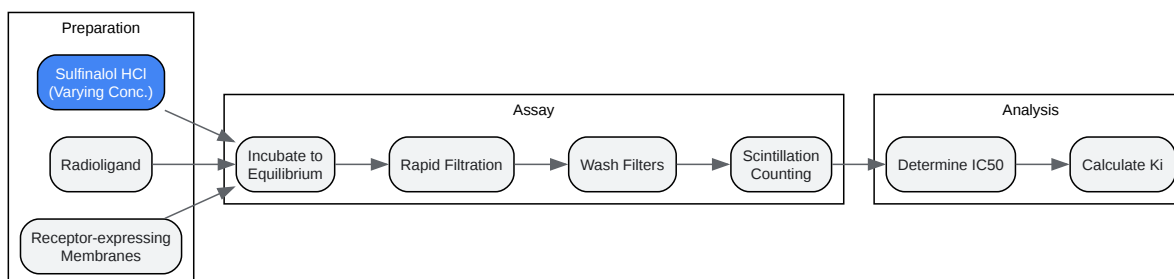 Preparation
Sulfinalol HCl
(Varying Conc.)
Radioligand
Receptor-expressing
Membranes
Assay
Incubate to
Equilibrium
Rapid Filtration
Wash Filters
Scintillation
Counting
Analysis
Determine IC50
Calculate Ki